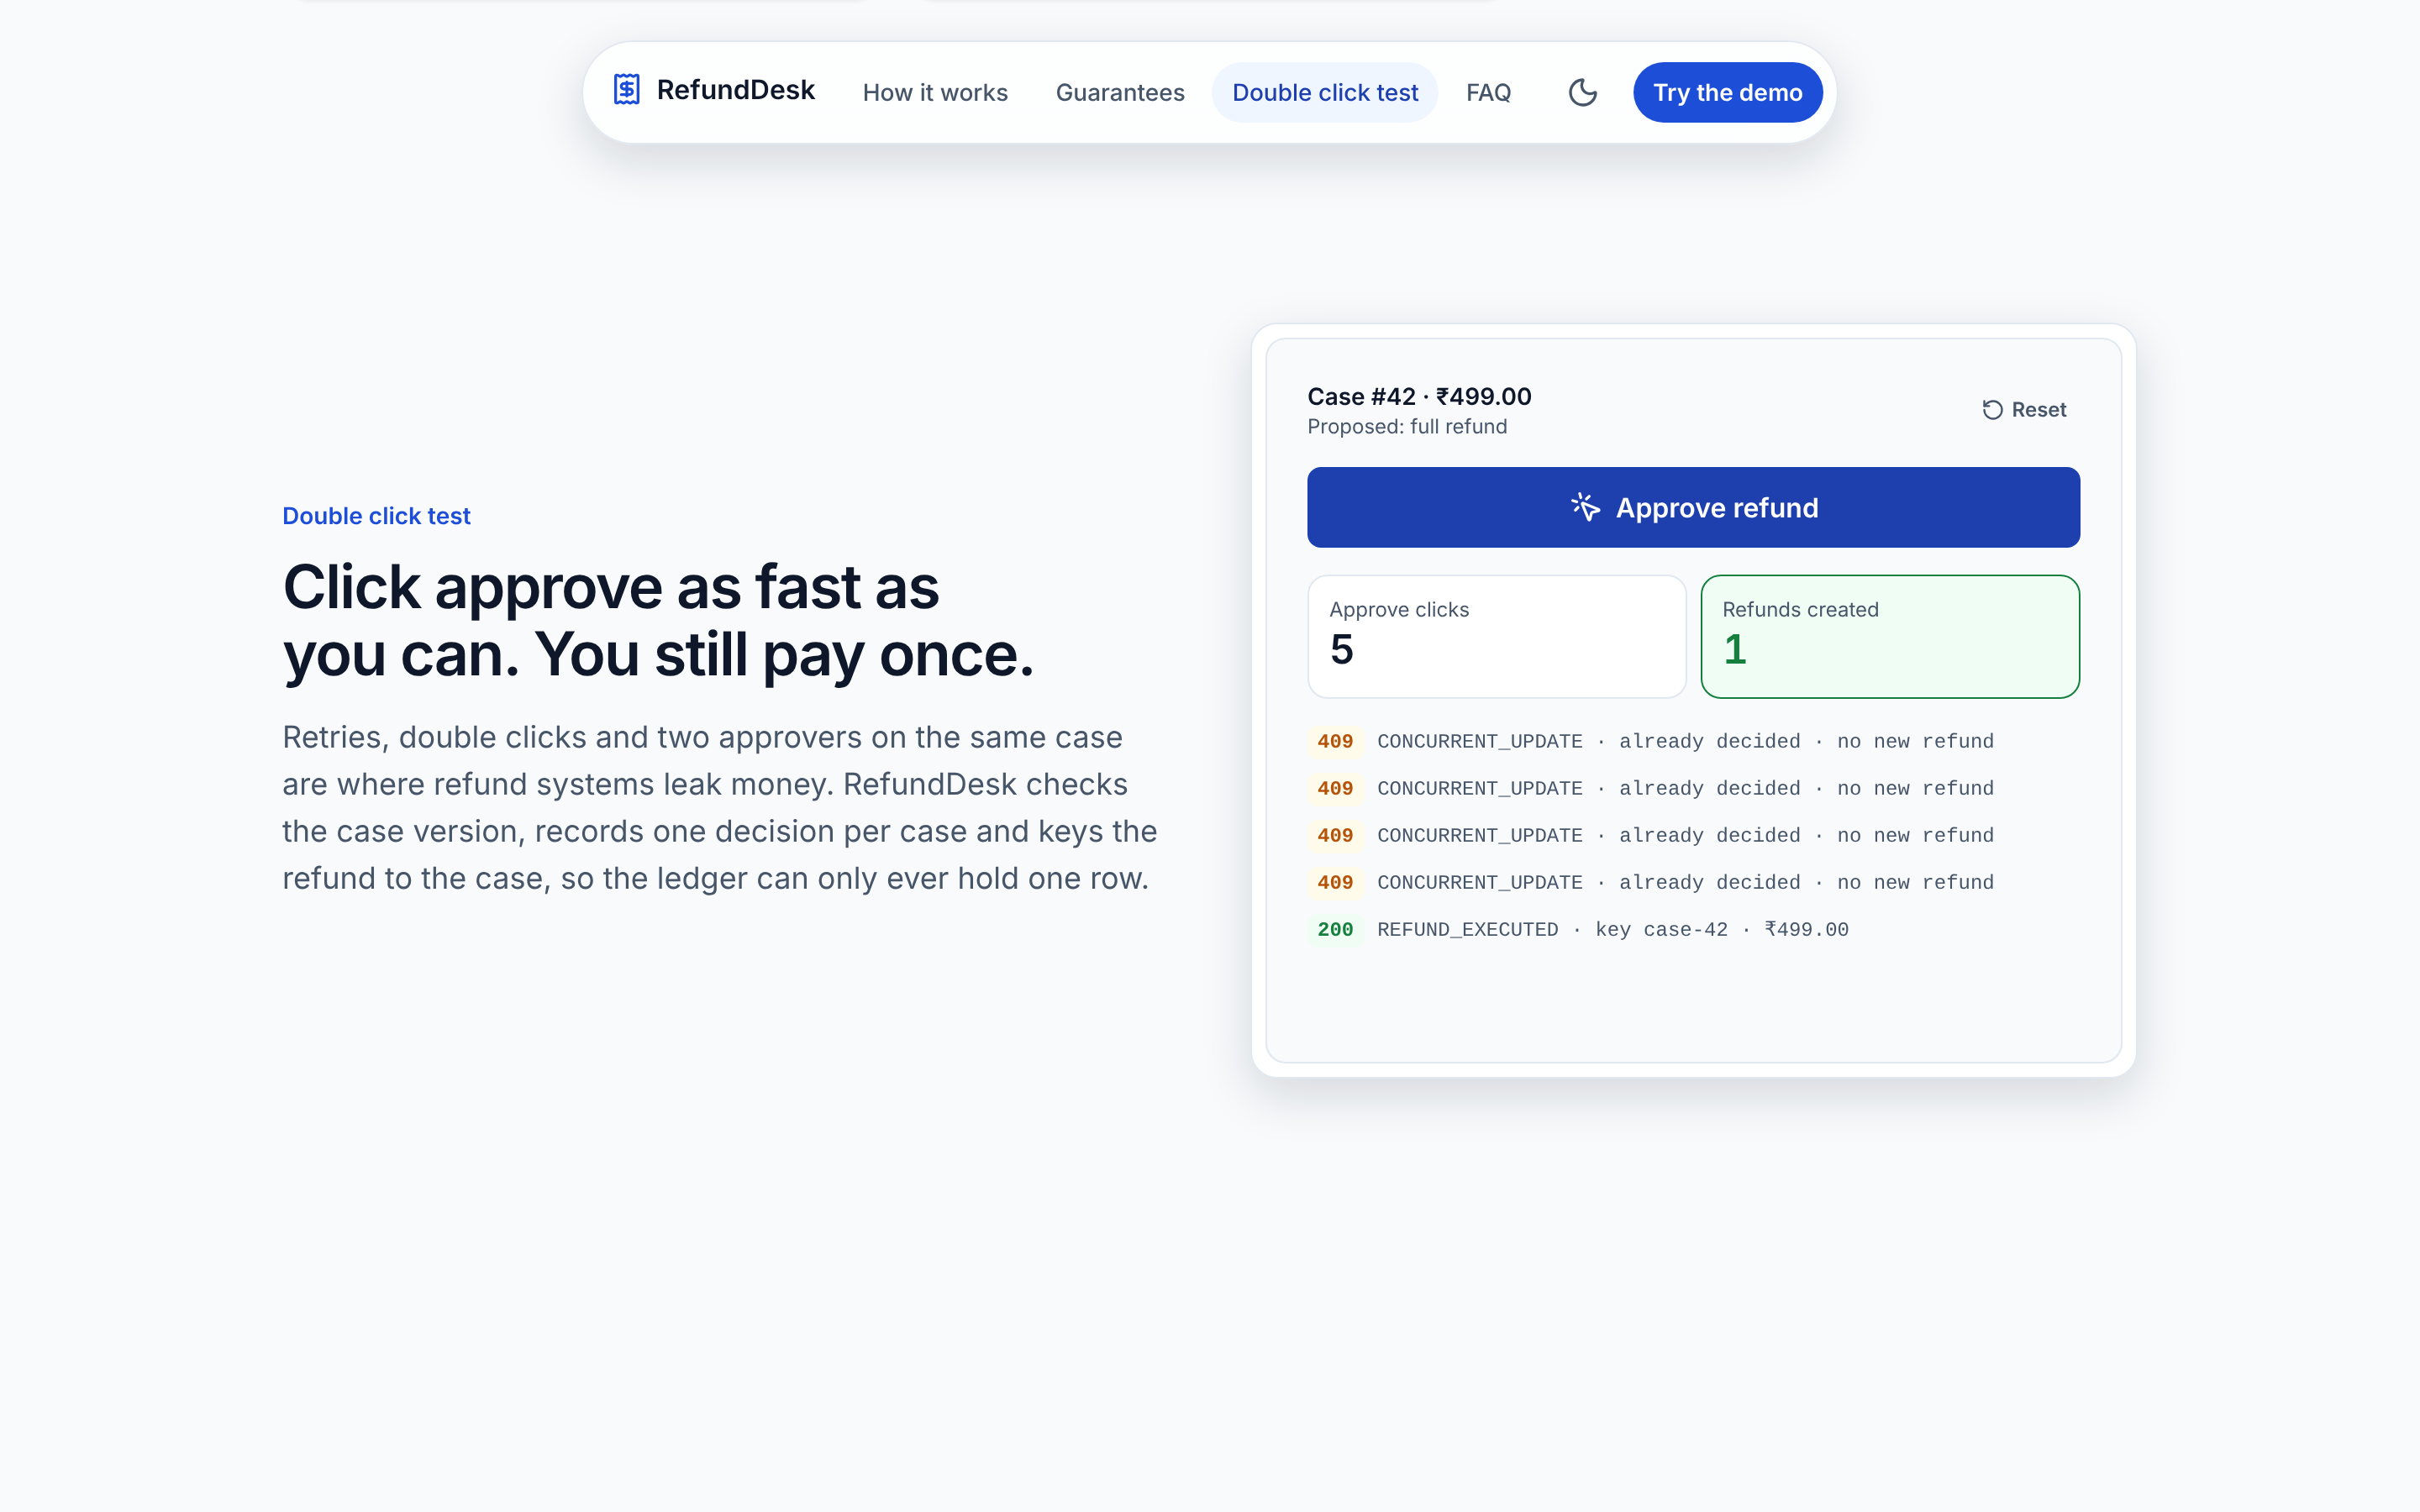 RefundDesk
How it works
Guarantees
Double click test
FAQ
Try the demo
Double click test
Click approve as fast as
you can. You still pay once.
Retries, double clicks and two approvers on the same case
are where refund systems leak money. RefundDesk checks
the case version, records one decision per case and keys the
refund to the case, so the ledger can only ever hold one row.
Case #42 · ₹499.00
Proposed: full refund
Reset
Approve refund
Approve clicks
5
Refunds created
1
409 CONCURRENT_UPDATE · already decided · no new refund
409 CONCURRENT_UPDATE · already decided · no new refund
409 CONCURRENT_UPDATE · already decided · no new refund
409 CONCURRENT_UPDATE · already decided · no new refund
200 REFUND_EXECUTED · key case-42 · ₹499.00